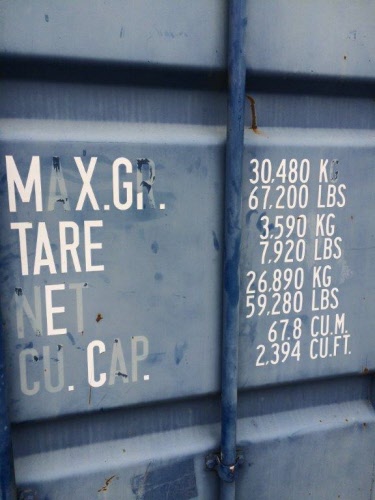 MAX.GR. 30.480 KG
67.200 LBS
TARE 3.590 KG
7.920 LBS
NET 26.890 KG
59.280 LBS
CU. CAP. 67.8 CU.M.
2.394 CU.FT.